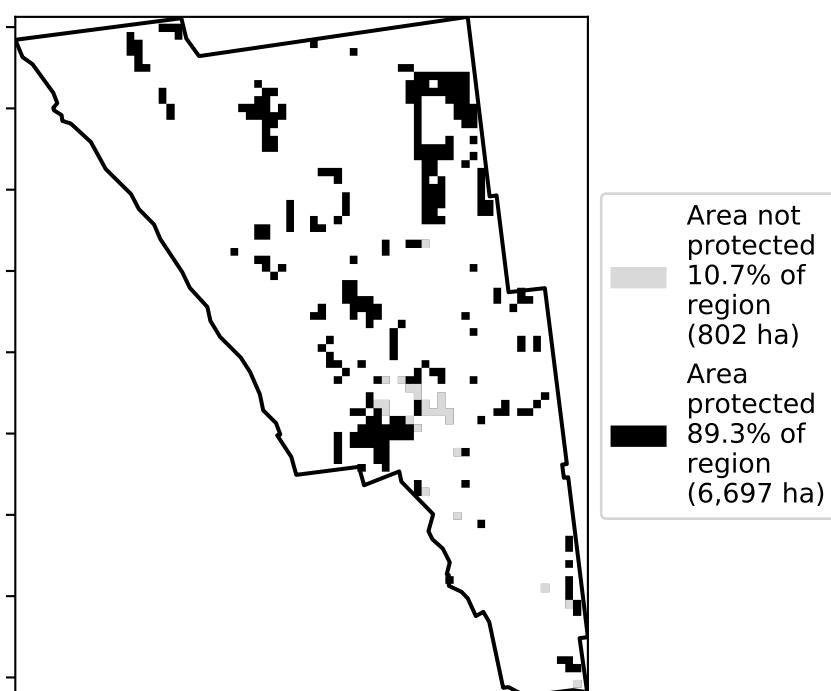 Area not
protected
10.7% of
region
(802 ha)
Area
protected
89.3% of
region
(6,697 ha)